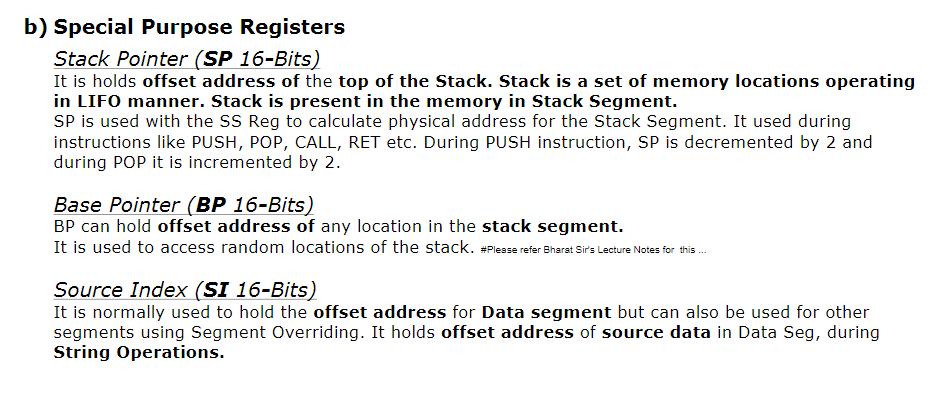 b) Special Purpose Registers
Stack Pointer (SP 16-Bits)
It is holds offset address of the top of the Stack. Stack is a set of memory locations operating
in LIFO manner. Stack is present in the memory in Stack Segment.
SP is used with the SS Reg to calculate physical address for the Stack Segment. It used during
instructions like PUSH, POP, CALL, RET etc. During PUSH instruction, SP is decremented by 2 and
during POP it is incremented by 2.
Base Pointer (BP 16-Bits)
BP can hold offset address of any location in the stack segment.
It is used to access random locations of the stack. #Please refer Bharat Sir's Lecture Notes for this ...
Source Index (SI 16-Bits)
It is normally used to hold the offset address for Data segment but can also be used for other
segments using Segment Overriding. It holds offset address of source data in Data Seg, during
String Operations.